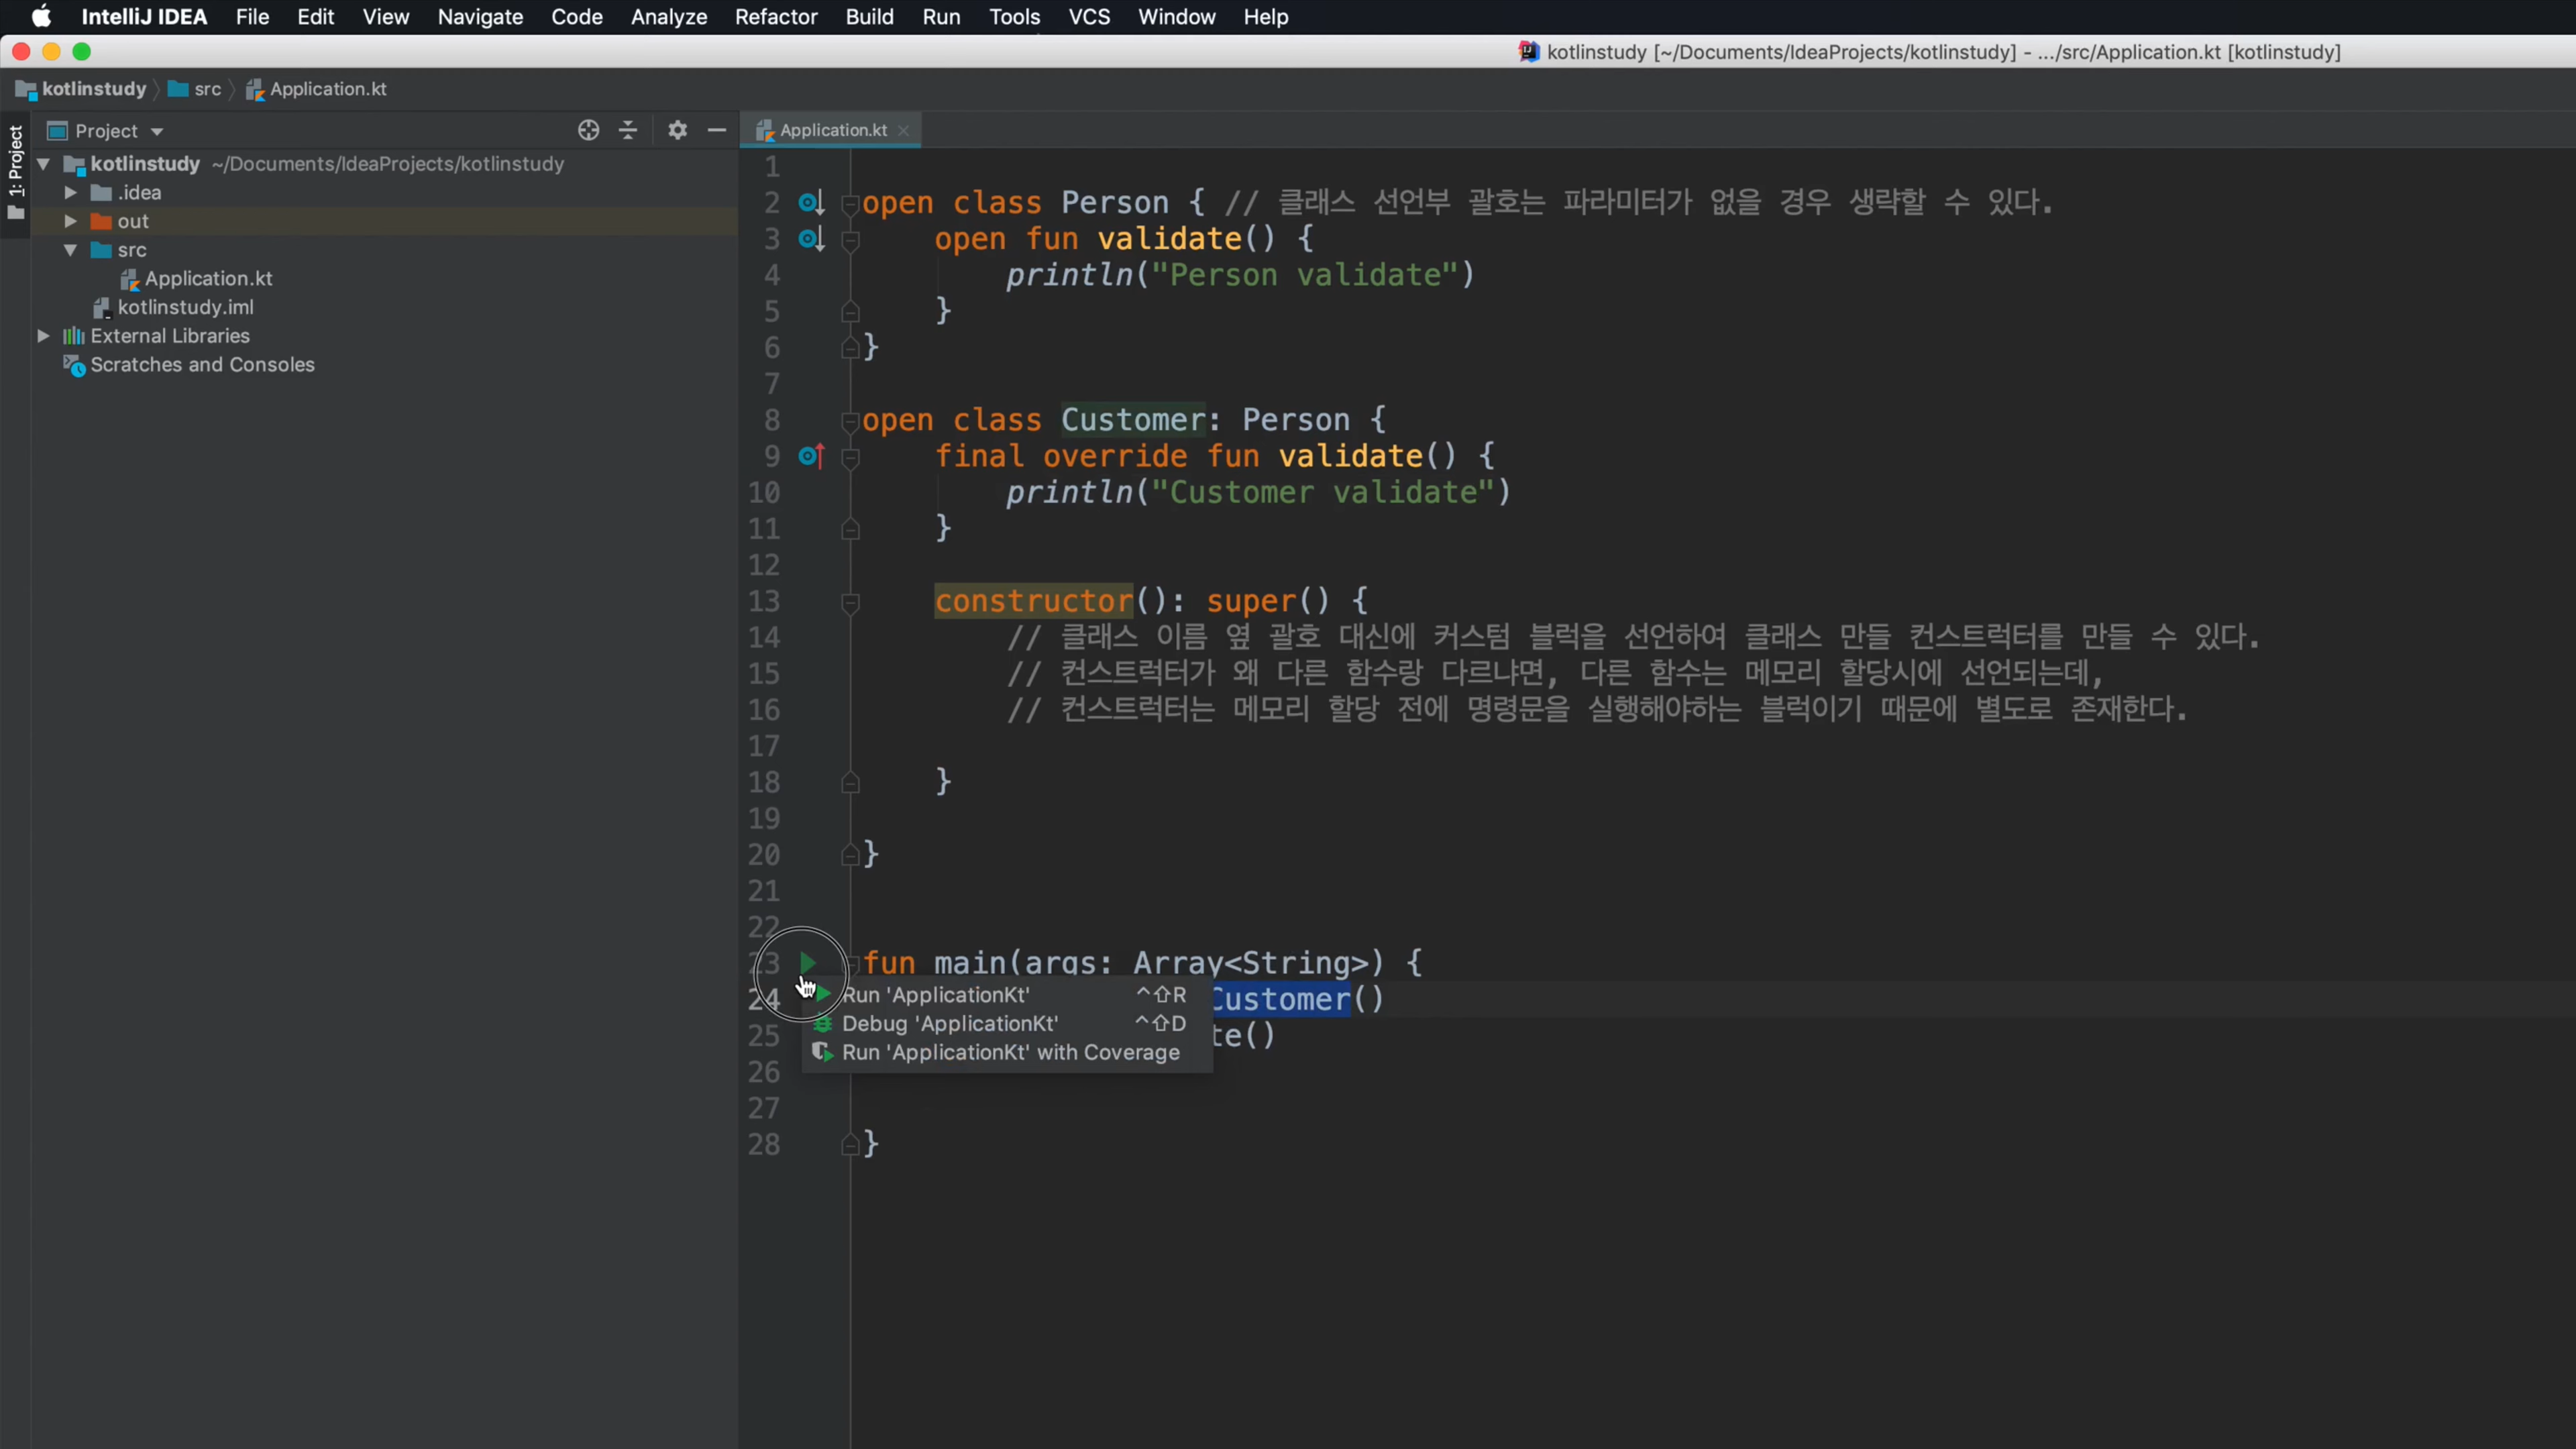 IntelliJ IDEA File Edit View Navigate Code Analyze Refactor Build Run Tools VCS Window Help
kotlinstudy [~/Documents/IdeaProjects/kotlinstudy] - .../src/Application.kt [kotlinstudy]
kotlinstudy src Application.kt
1: Project
Project
kotlinstudy ~/Documents/IdeaProjects/kotlinstudy
.idea
out
src
Application.kt
kotlinstudy.iml
External Libraries
Scratches and Consoles
Application.kt
1
2 open class Person { // 클래스 선언부 괄호는 파라미터가 없을 경우 생략할 수 있다.
3 open fun validate() {
4 println("Person validate")
5 }
6 }
7
8 open class Customer: Person {
9 final override fun validate() {
10 println("Customer validate")
11 }
12
13 constructor(): super() {
14 // 클래스 이름 옆 괄호 대신에 커스텀 블럭을 선언하여 클래스 만들 컨스트럭터를 만들 수 있다.
15 // 컨스트럭터가 왜 다른 함수랑 다르냐면, 다른 함수는 메모리 할당시에 선언되는데,
16 // 컨스트럭터는 메모리 할당 전에 명령문을 실행해야하는 블럭이기 때문에 별도로 존재한다.
17
18 }
19
20 }
21
22
23 fun main(args: Array<String>) {
24 Customer()
25 te()
26
27
28 }
Run 'ApplicationKt' ^⇧R
Debug 'ApplicationKt' ^⇧D
Run 'ApplicationKt' with Coverage